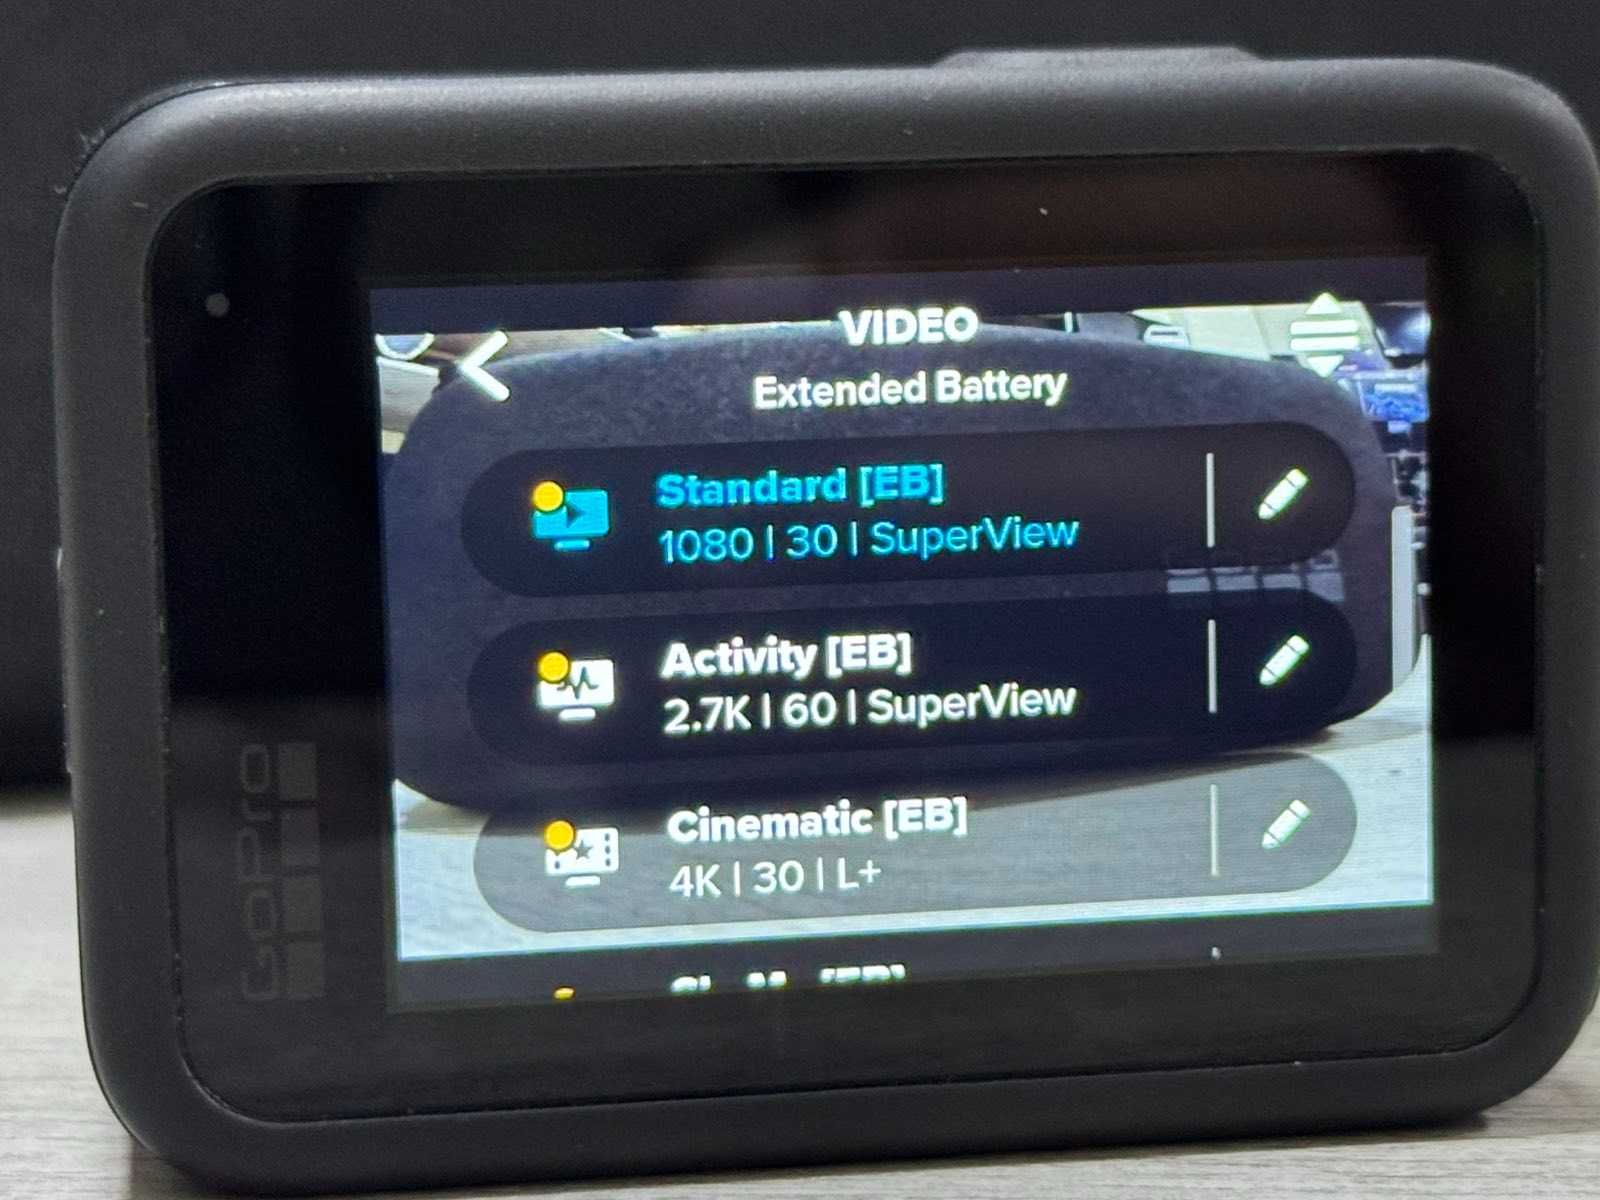 VIDEO
Extended Battery
Standard [EB]
1080 | 30 | SuperView
Activity [EB]
2.7K | 60 | SuperView
Cinematic [EB]
4K | 30 | L+
GoPro